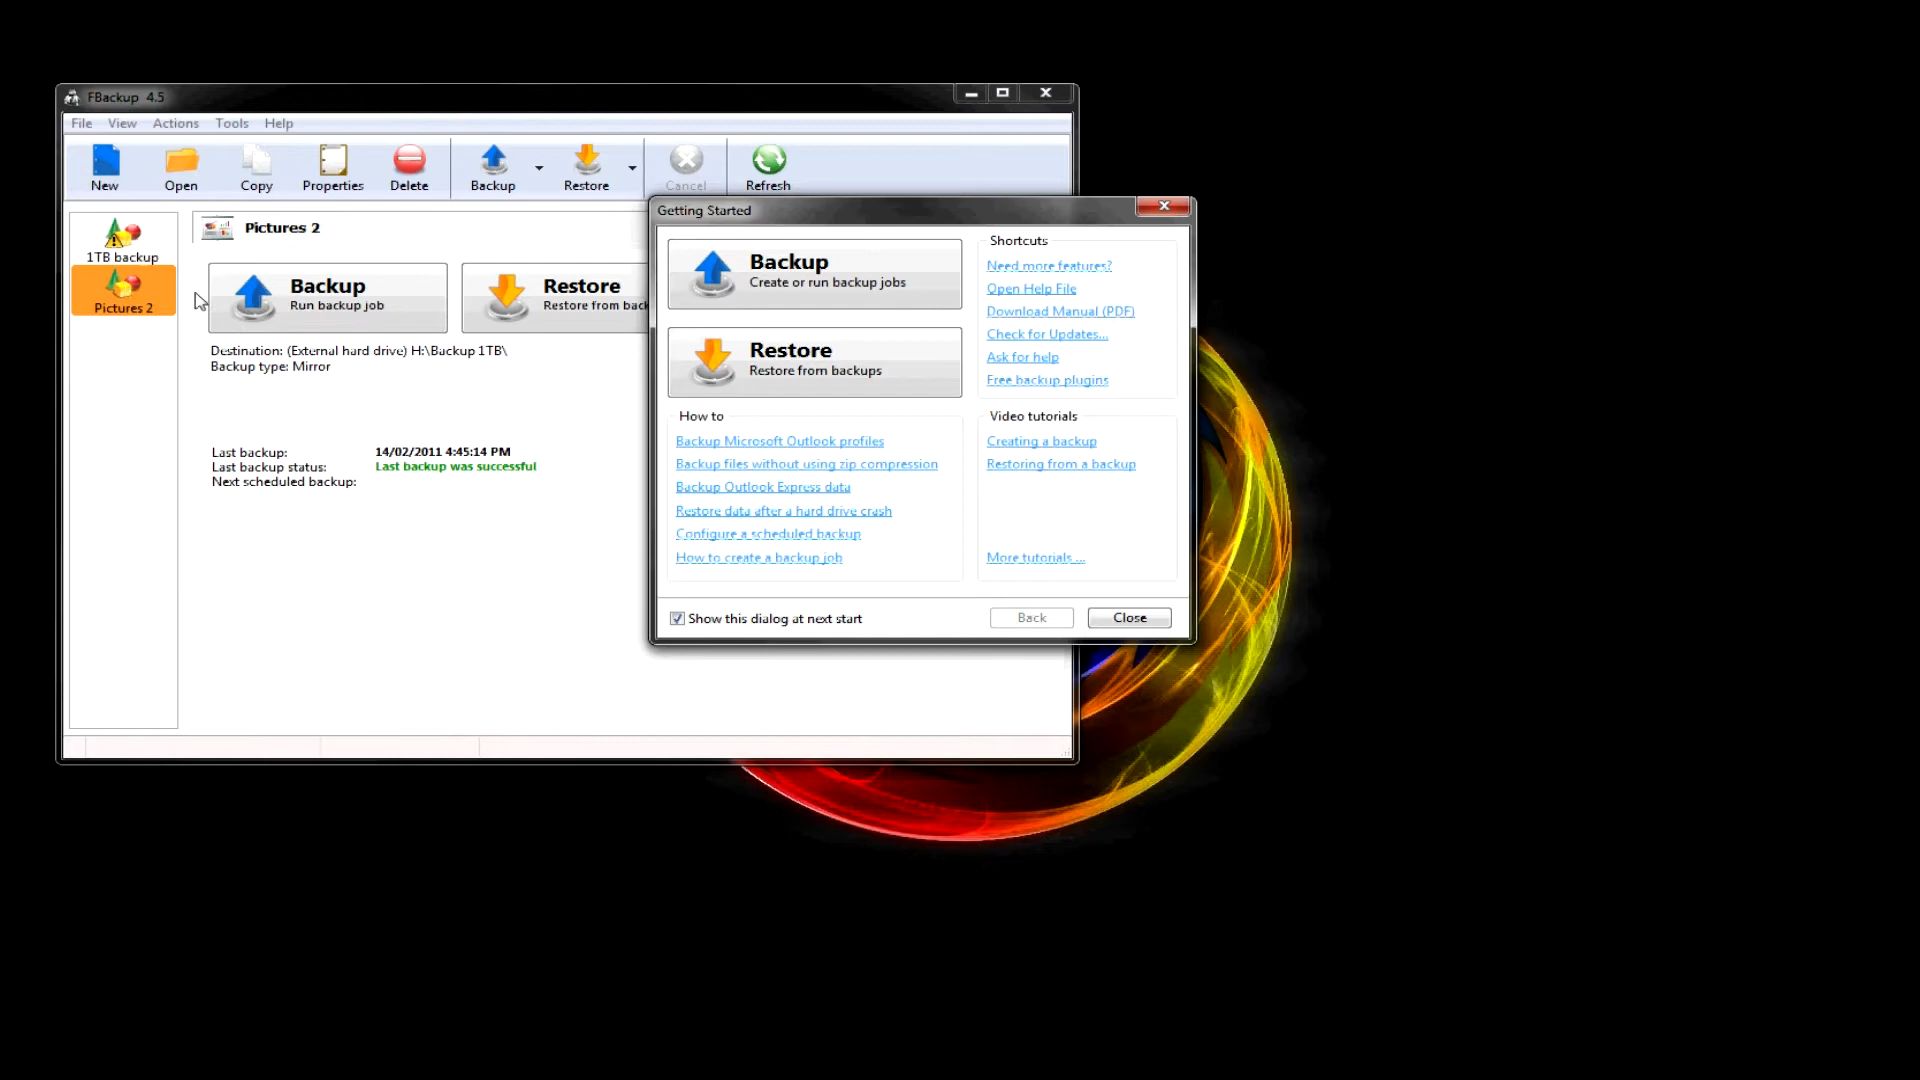 FBackup 4.5
File View Actions Tools Help
New Open Copy Properties Delete Backup Restore Cancel Refresh
1TB backup
Pictures 2
Pictures 2
Backup
Run backup job
Restore
Restore from back
Destination: (External hard drive) H:\Backup 1TB\
Backup type: Mirror
Last backup: 14/02/2011 4:45:14 PM
Last backup status: Last backup was successful
Next scheduled backup:
Getting Started
Backup
Create or run backup jobs
Restore
Restore from backups
Shortcuts
Need more features?
Open Help File
Download Manual (PDF)
Check for Updates...
Ask for help
Free backup plugins
How to
Backup Microsoft Outlook profiles
Backup files without using zip compression
Backup Outlook Express data
Restore data after a hard drive crash
Configure a scheduled backup
How to create a backup job
Video tutorials
Creating a backup
Restoring from a backup
More tutorials ...
Show this dialog at next start
Back
Close